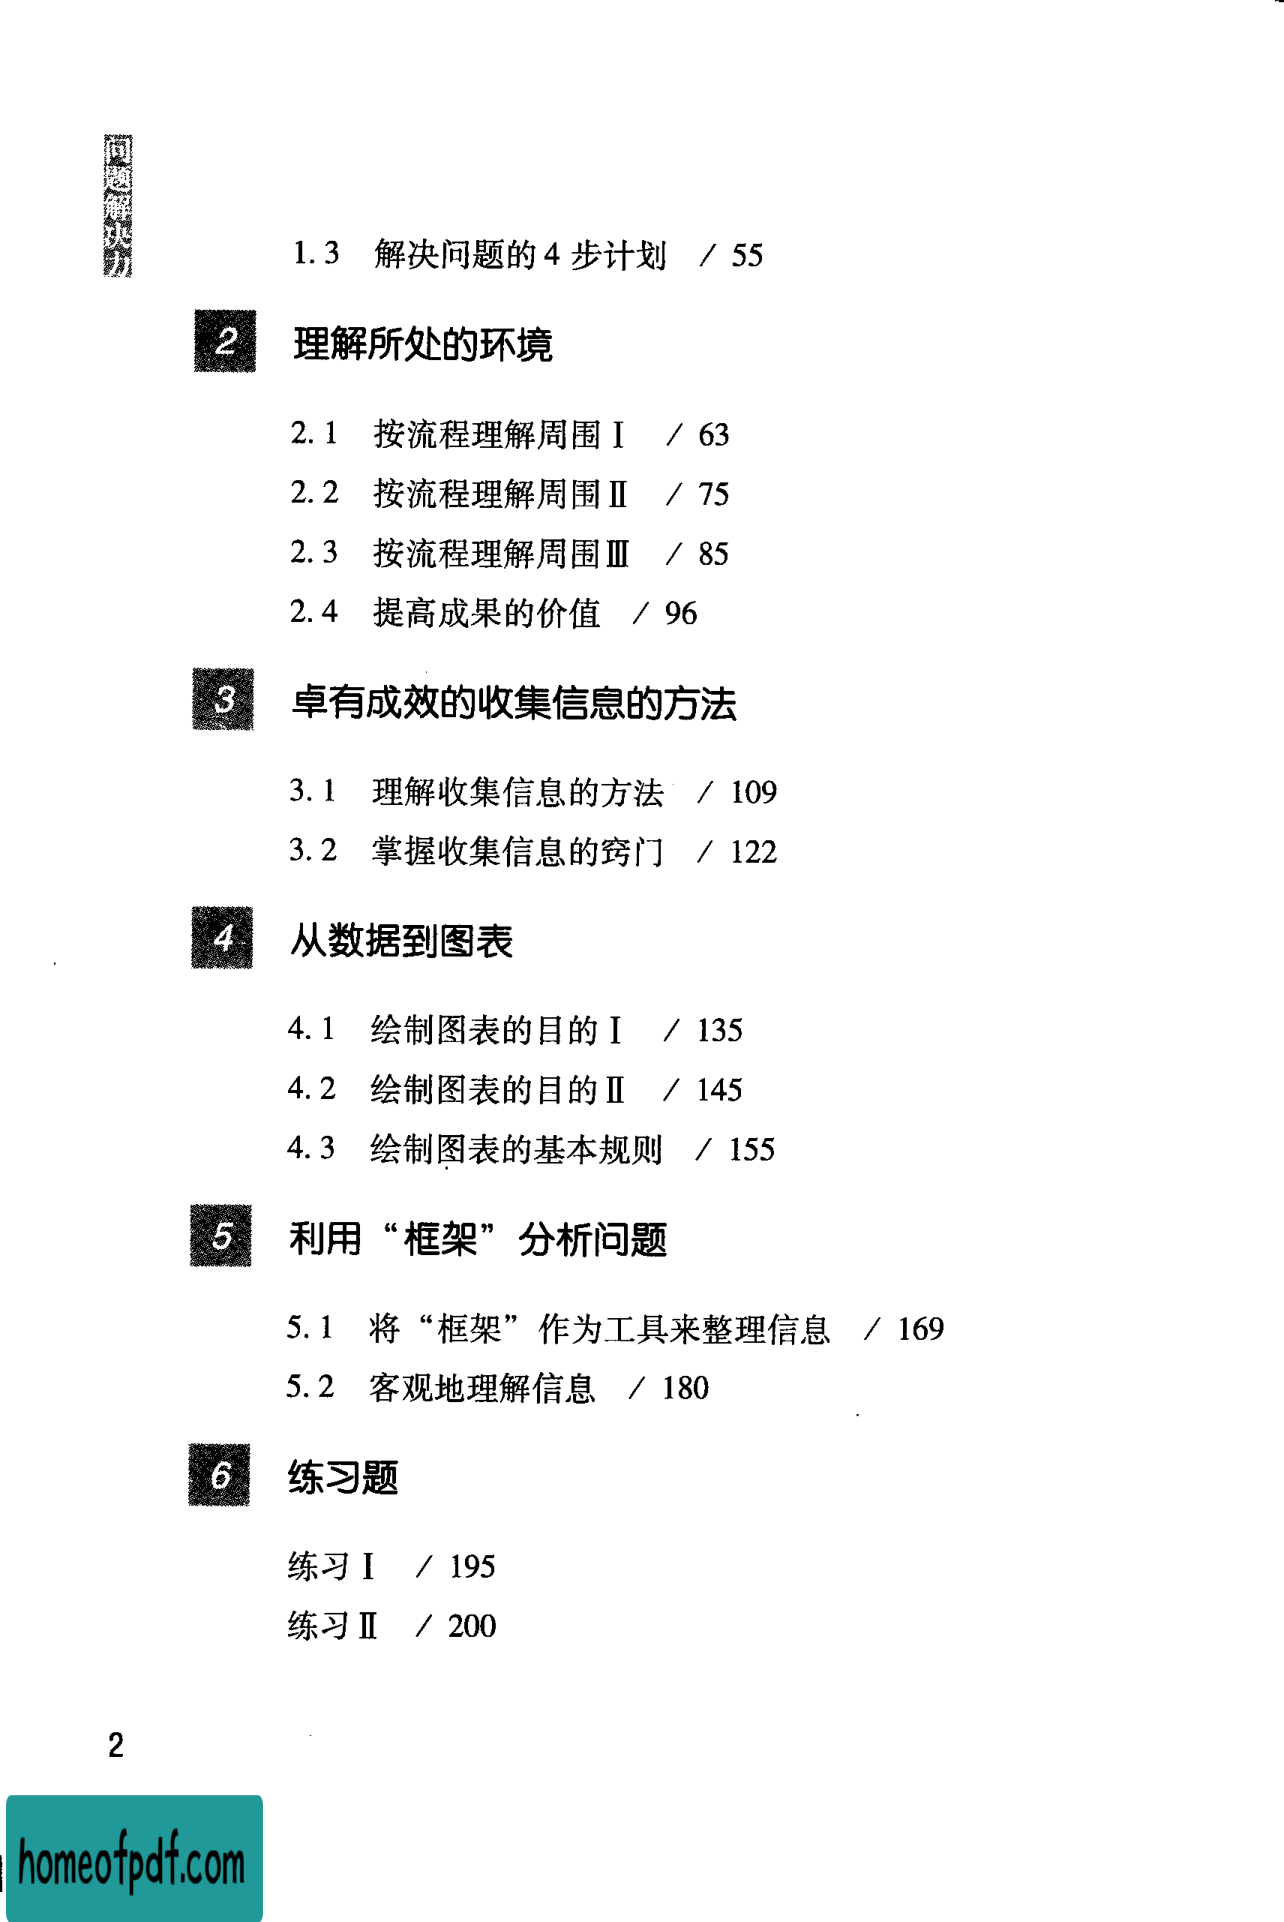 问题解决力
1.3 解决问题的4步计划 / 55
2 理解所处的环境
2.1 按流程理解周围Ⅰ / 63
2.2 按流程理解周围Ⅱ / 75
2.3 按流程理解周围Ⅲ / 85
2.4 提高成果的价值 / 96
3 卓有成效的收集信息的方法
3.1 理解收集信息的方法 / 109
3.2 掌握收集信息的窍门 / 122
4 从数据到图表
4.1 绘制图表的目的Ⅰ / 135
4.2 绘制图表的目的Ⅱ / 145
4.3 绘制图表的基本规则 / 155
5 利用“框架”分析问题
5.1 将“框架”作为工具来整理信息 / 169
5.2 客观地理解信息 / 180
6 练习题
练习Ⅰ / 195
练习Ⅱ / 200
2
homeofpdf.com